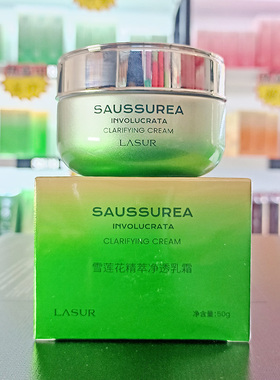 SAUSSUREA
INVOLUCRATA
CLARIFYING CREAM
LASUR
SAUSSUREA
INVOLUCRATA
CLARIFYING CREAM
雪莲花精萃净透乳霜
LASUR
净含量:50g